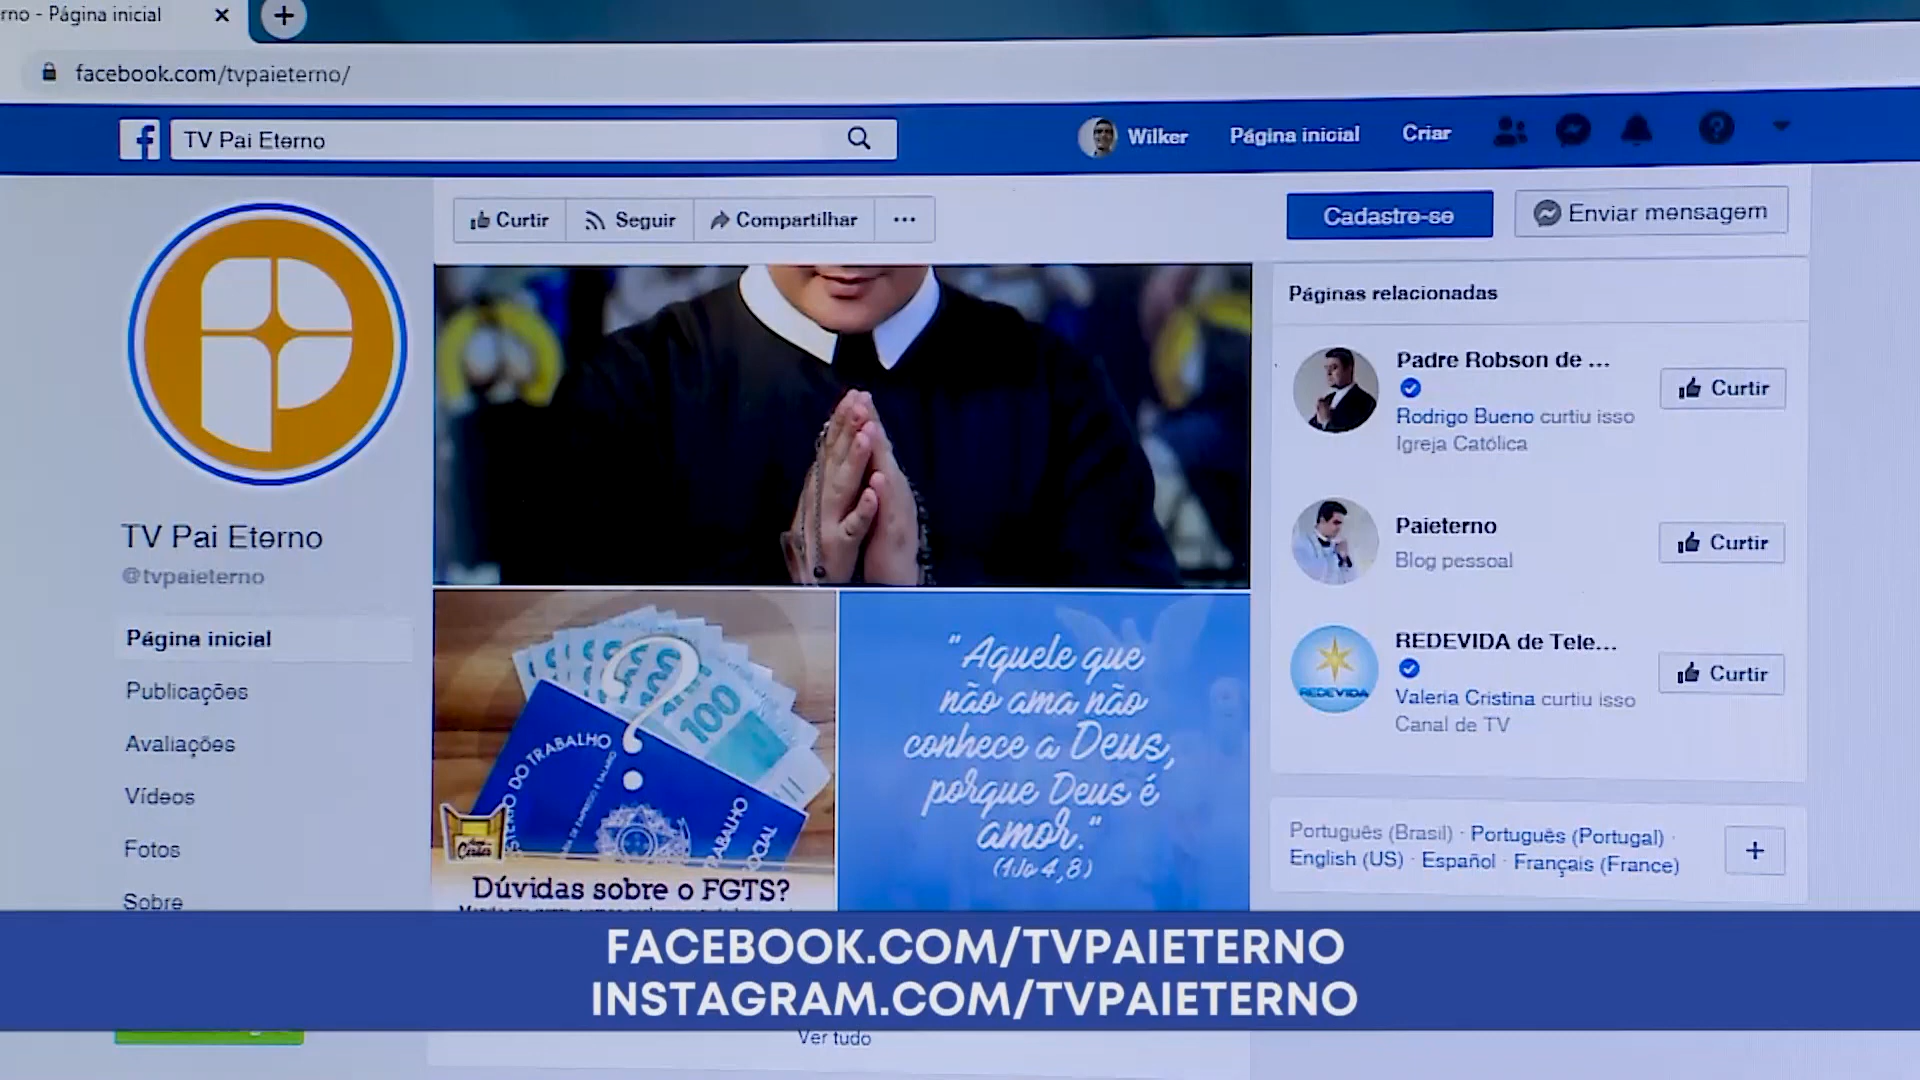 rno - Página inicial
facebook.com/tvpaieterno/
TV Pai Eterno
Wilker
Página inicial
Criar
Curtir
Seguir
Compartilhar
Cadastre-se
Enviar mensagem
TV Pai Eterno
@tvpaieterno
Página inicial
Publicações
Avaliações
Vídeos
Fotos
Sobre
100
DO TRABALHO
Dúvidas sobre o FGTS?
"Aquele que
não ama não
conhece a Deus,
porque Deus é
amor."
(1Jo 4,8)
Ver tudo
Páginas relacionadas
Padre Robson de ...
Rodrigo Bueno curtiu isso
Igreja Católica
Curtir
Paieterno
Blog pessoal
Curtir
REDEVIDA
REDEVIDA de Tele...
Valeria Cristina curtiu isso
Canal de TV
Curtir
Português (Brasil) · Português (Portugal) ·
English (US) · Español · Français (France)
FACEBOOK.COM/TVPAIETERNO
INSTAGRAM.COM/TVPAIETERNO